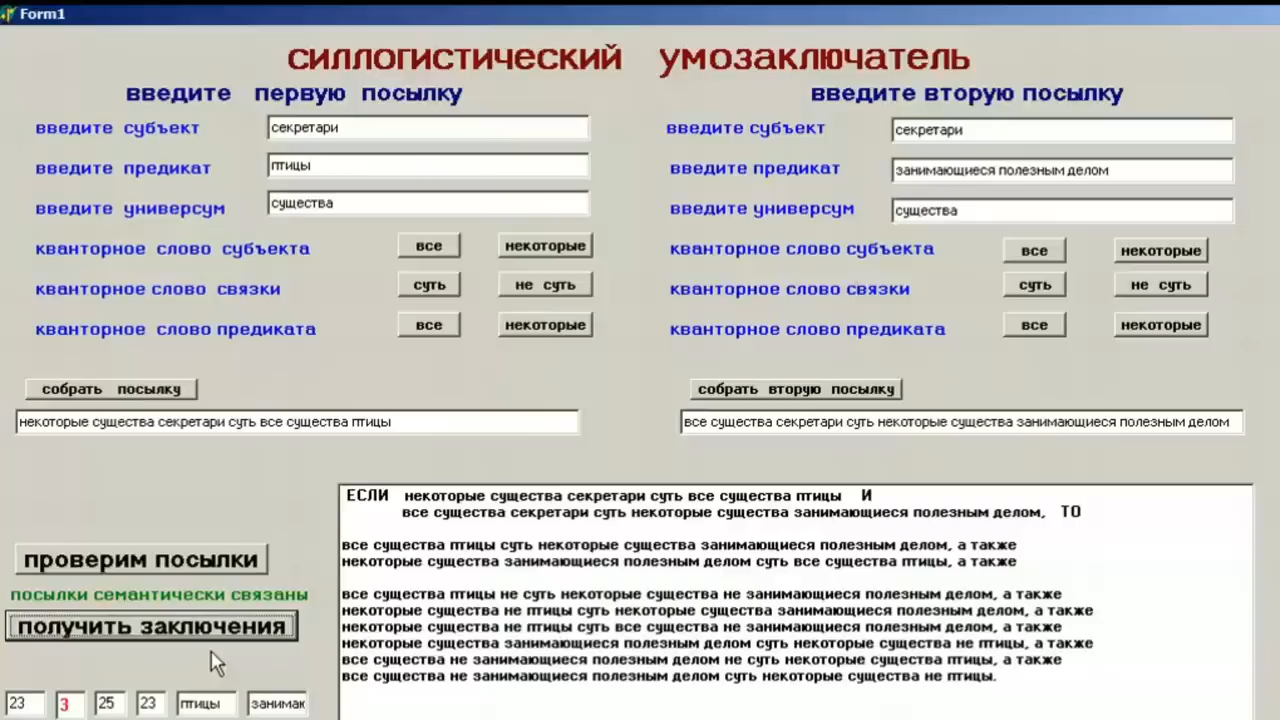 Form1
силлогистический умозаключатель
введите первую посылку
введите вторую посылку
введите субъект
секретари
введите субъект
секретари
введите предикат
птицы
введите предикат
занимающиеся полезным делом
введите универсум
существа
введите универсум
существа
кванторное слово субъекта
все
некоторые
кванторное слово субъекта
все
некоторые
кванторное слово связки
суть
не суть
кванторное слово связки
суть
не суть
кванторное слово предиката
все
некоторые
кванторное слово предиката
все
некоторые
собрать посылку
собрать вторую посылку
некоторые существа секретари суть все существа птицы
все существа секретари суть некоторые существа занимающиеся полезным делом
ЕСЛИ некоторые существа секретари суть все существа птицы И
все существа секретари суть некоторые существа занимающиеся полезным делом, ТО
все существа птицы суть некоторые существа занимающиеся полезным делом, а также
некоторые существа занимающиеся полезным делом суть все существа птицы, а также
все существа птицы не суть некоторые существа не занимающиеся полезным делом, а также
некоторые существа не птицы суть некоторые существа занимающиеся полезным делом, а также
некоторые существа не птицы суть все существа не занимающиеся полезным делом, а также
некоторые существа занимающиеся полезным делом суть некоторые существа не птицы, а также
все существа не занимающиеся полезным делом не суть некоторые существа птицы, а также
все существа не занимающиеся полезным делом суть некоторые существа не птицы.
проверим посылки
посылки семантически связаны
получить заключения
23
3
25
23
птицы
занимак